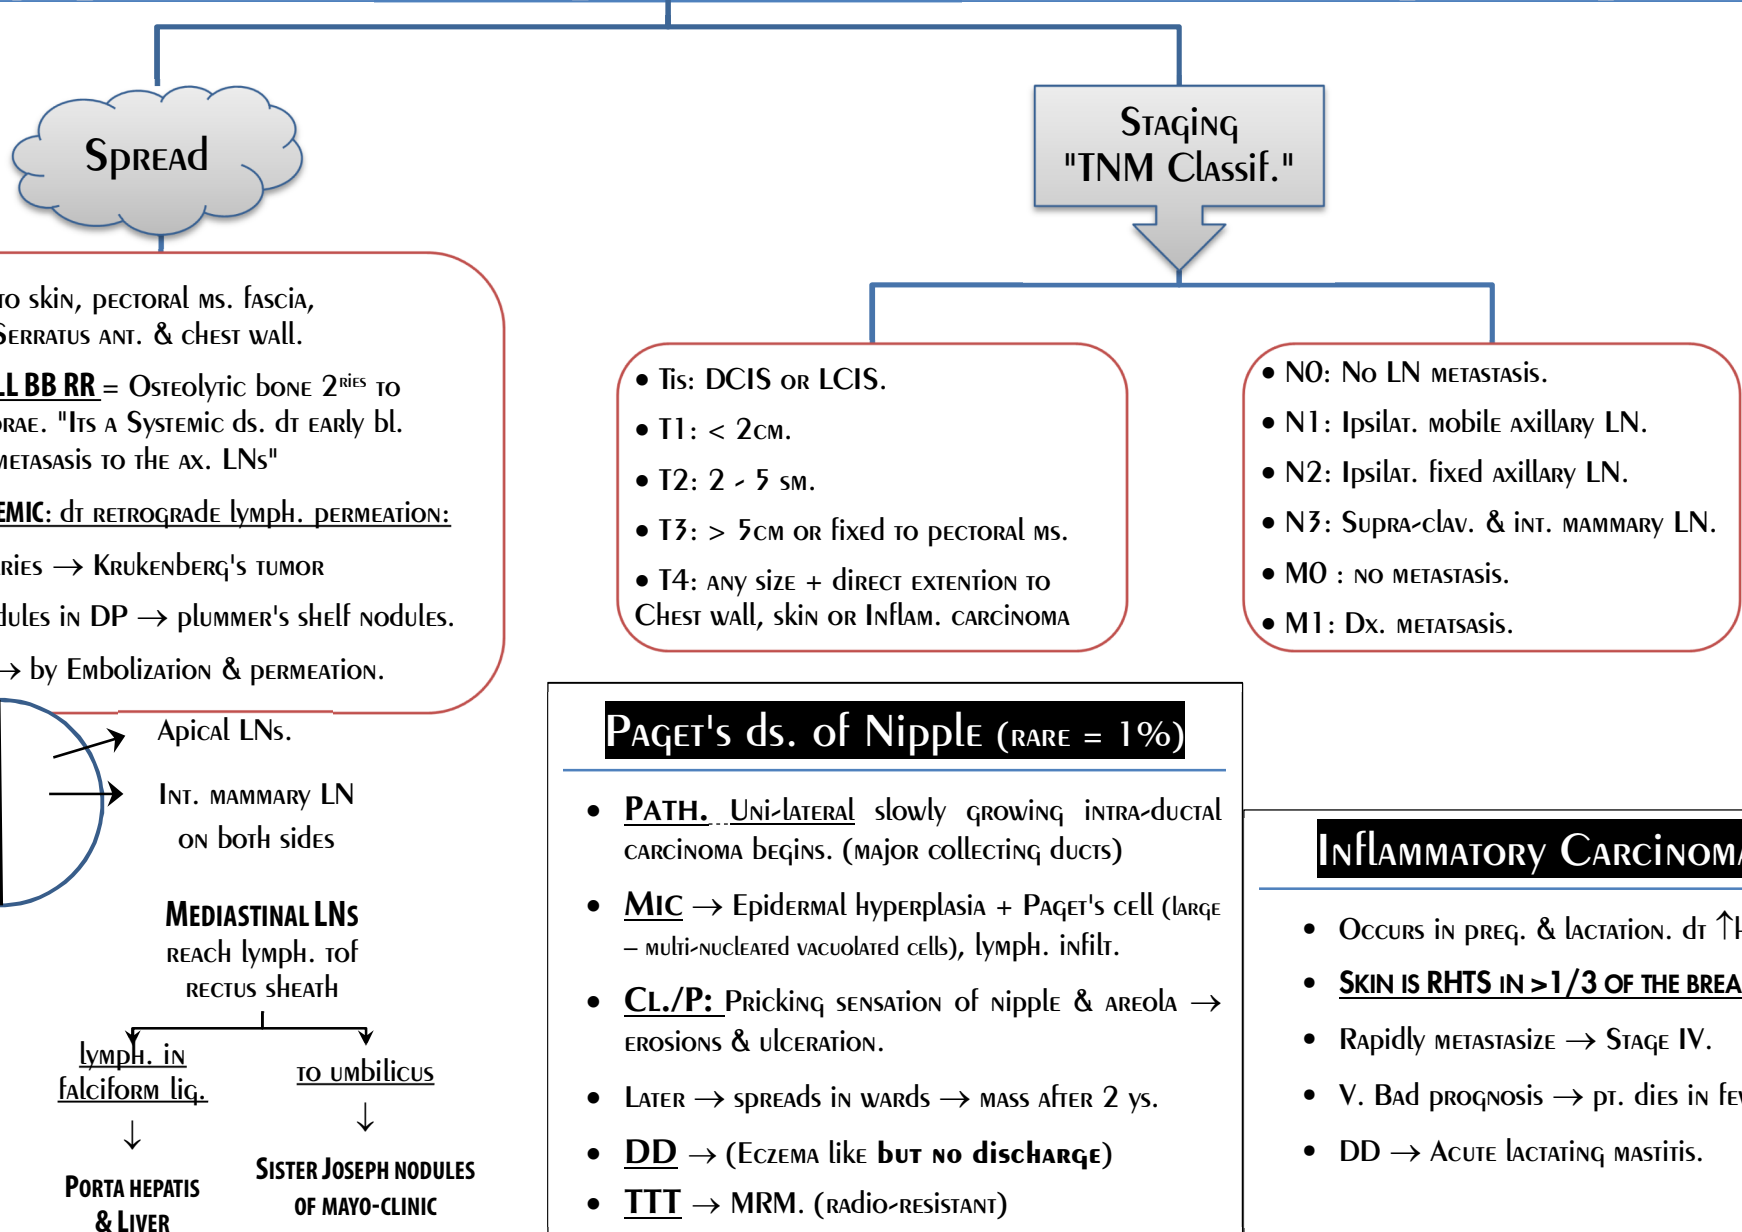 Spread
Staging
"TNM Classif."
to skin, pectoral ms. fascia,
Serratus ant. & chest wall.
LL BB RR = Osteolytic bone 2ries to
rae. "Its a Systemic ds. dt early bl.
metasasis to the ax. LNs"
emic: dt retrograde lymph. permeation:
ries → Krukenberg's tumor
dules in DP → plummer's shelf nodules.
→ by Embolization & permeation.
• Tis: DCIS or LCIS.
• T1: < 2cm.
• T2: 2 - 5 sm.
• T3: > 5cm or fixed to pectoral ms.
• T4: any size + direct extention to
Chest wall, skin or Inflam. carcinoma
• N0: No LN metastasis.
• N1: Ipsilat. mobile axillary LN.
• N2: Ipsilat. fixed axillary LN.
• N3: Supra-clav. & int. mammary LN.
• M0 : no metastasis.
• M1: Dx. metatsasis.
Apical LNs.
Int. mammary LN
on both sides
Mediastinal LNs
reach lymph. tof
rectus sheath
lymph. in
falciform lig.
↓
Porta hepatis
& Liver
to umbilicus
↓
Sister Joseph nodules
of mayo-clinic
Paget's ds. of Nipple (rare = 1%)
• Path. Uni-lateral slowly growing intra-ductal
carcinoma begins. (major collecting ducts)
• Mic → Epidermal hyperplasia + Paget's cell (large
– multi-nucleated vacuolated cells), lymph. infilt.
• Cl./P: Pricking sensation of nipple & areola →
erosions & ulceration.
• Later → spreads in wards → mass after 2 ys.
• DD → (Eczema like but no discharge)
• TTT → MRM. (radio-resistant)
Inflammatory Carcinoma
• Occurs in preg. & lactation. dt ↑
• Skin is RHTS in >1/3 of the brea
• Rapidly metastasize → Stage IV.
• V. Bad prognosis → pt. dies in few
• DD → Acute lactating mastitis.